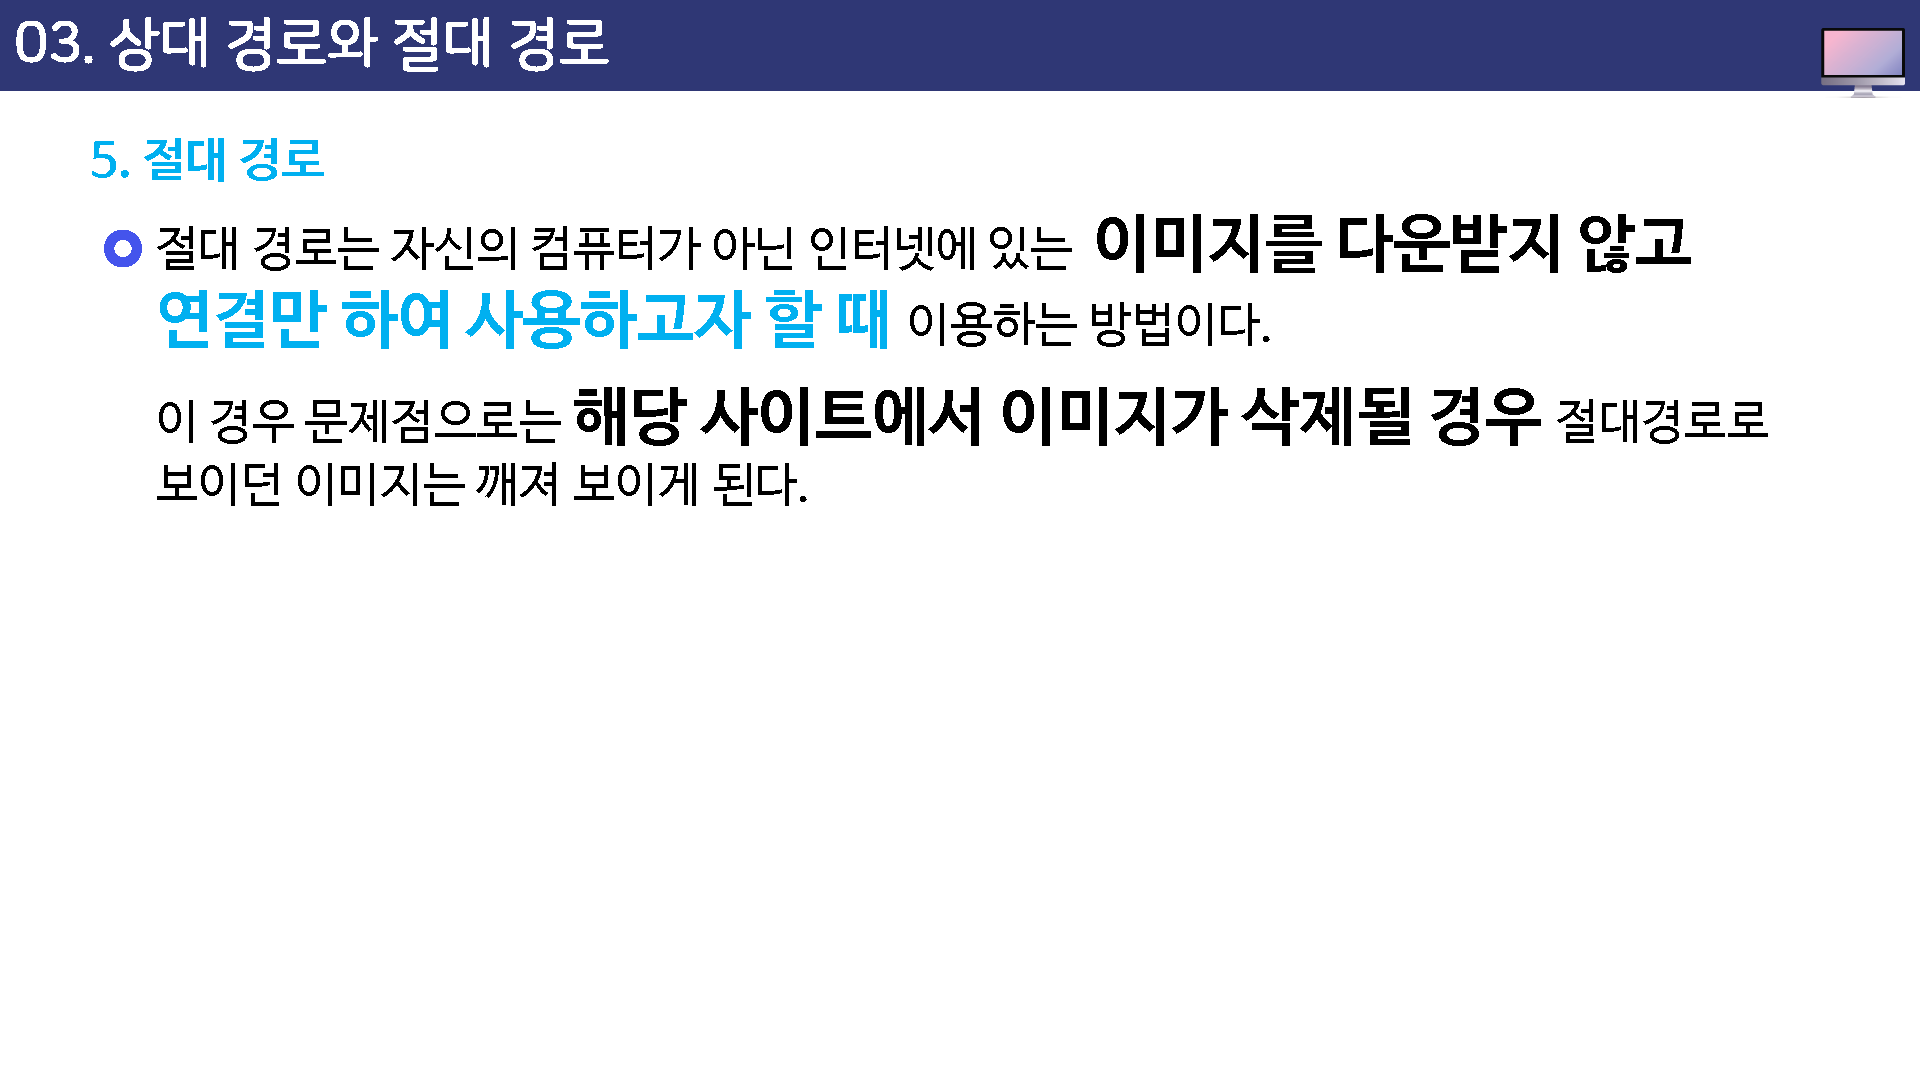 03. 상대 경로와 절대 경로
5. 절대 경로
절대 경로는 자신의 컴퓨터가 아닌 인터넷에 있는 이미지를 다운받지 않고
연결만 하여 사용하고자 할 때 이용하는 방법이다.
이 경우 문제점으로는 해당 사이트에서 이미지가 삭제될 경우 절대경로로
보이던 이미지는 깨져 보이게 된다.